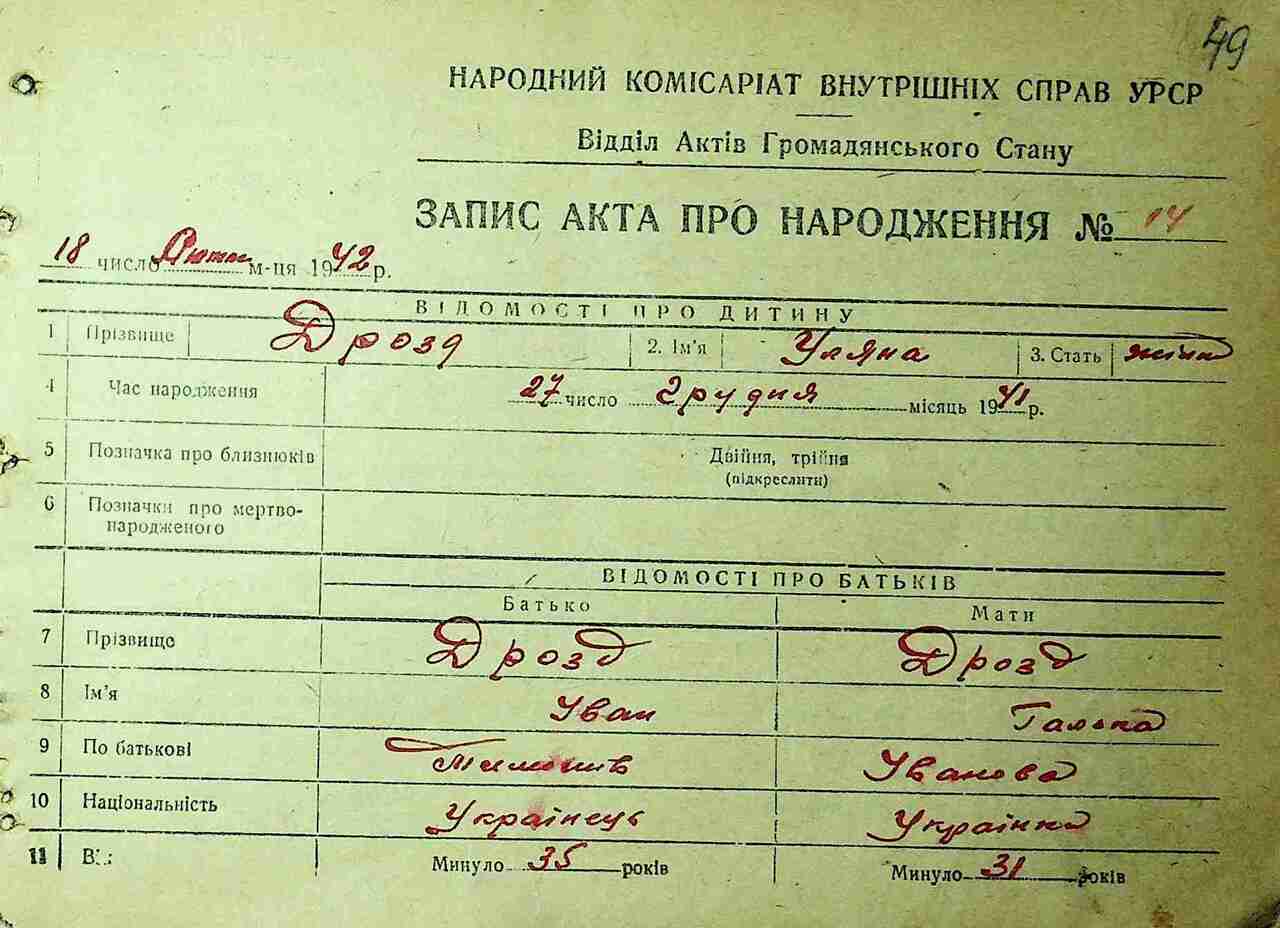 49
НАРОДНИЙ КОМІСАРІАТ ВНУТРІШНІХ СПРАВ УРСР
Відділ Актів Громадянського Стану
ЗАПИС АКТА ПРО НАРОДЖЕННЯ № 14
18 число м-ця 1942 р.
ВІДОМОСТІ ПРО ДИТИНУ
1 Прізвище Дрозд 2. Ім'я Уляна 3. Стать жінка
4 Час народження 27 число Грудня місяць 1941 р.
5 Позначка про близнюків Двійня, трійня
(підкреслити)
6 Позначки про мертво-
народженого
ВІДОМОСТІ ПРО БАТЬКІВ
Батько Мати
7 Прізвище Дрозд Дрозд
8 Ім'я Уван Галька
9 По батькові Уванова
10 Національність Українець Українка
11 Минуло 35 років Минуло 31 років